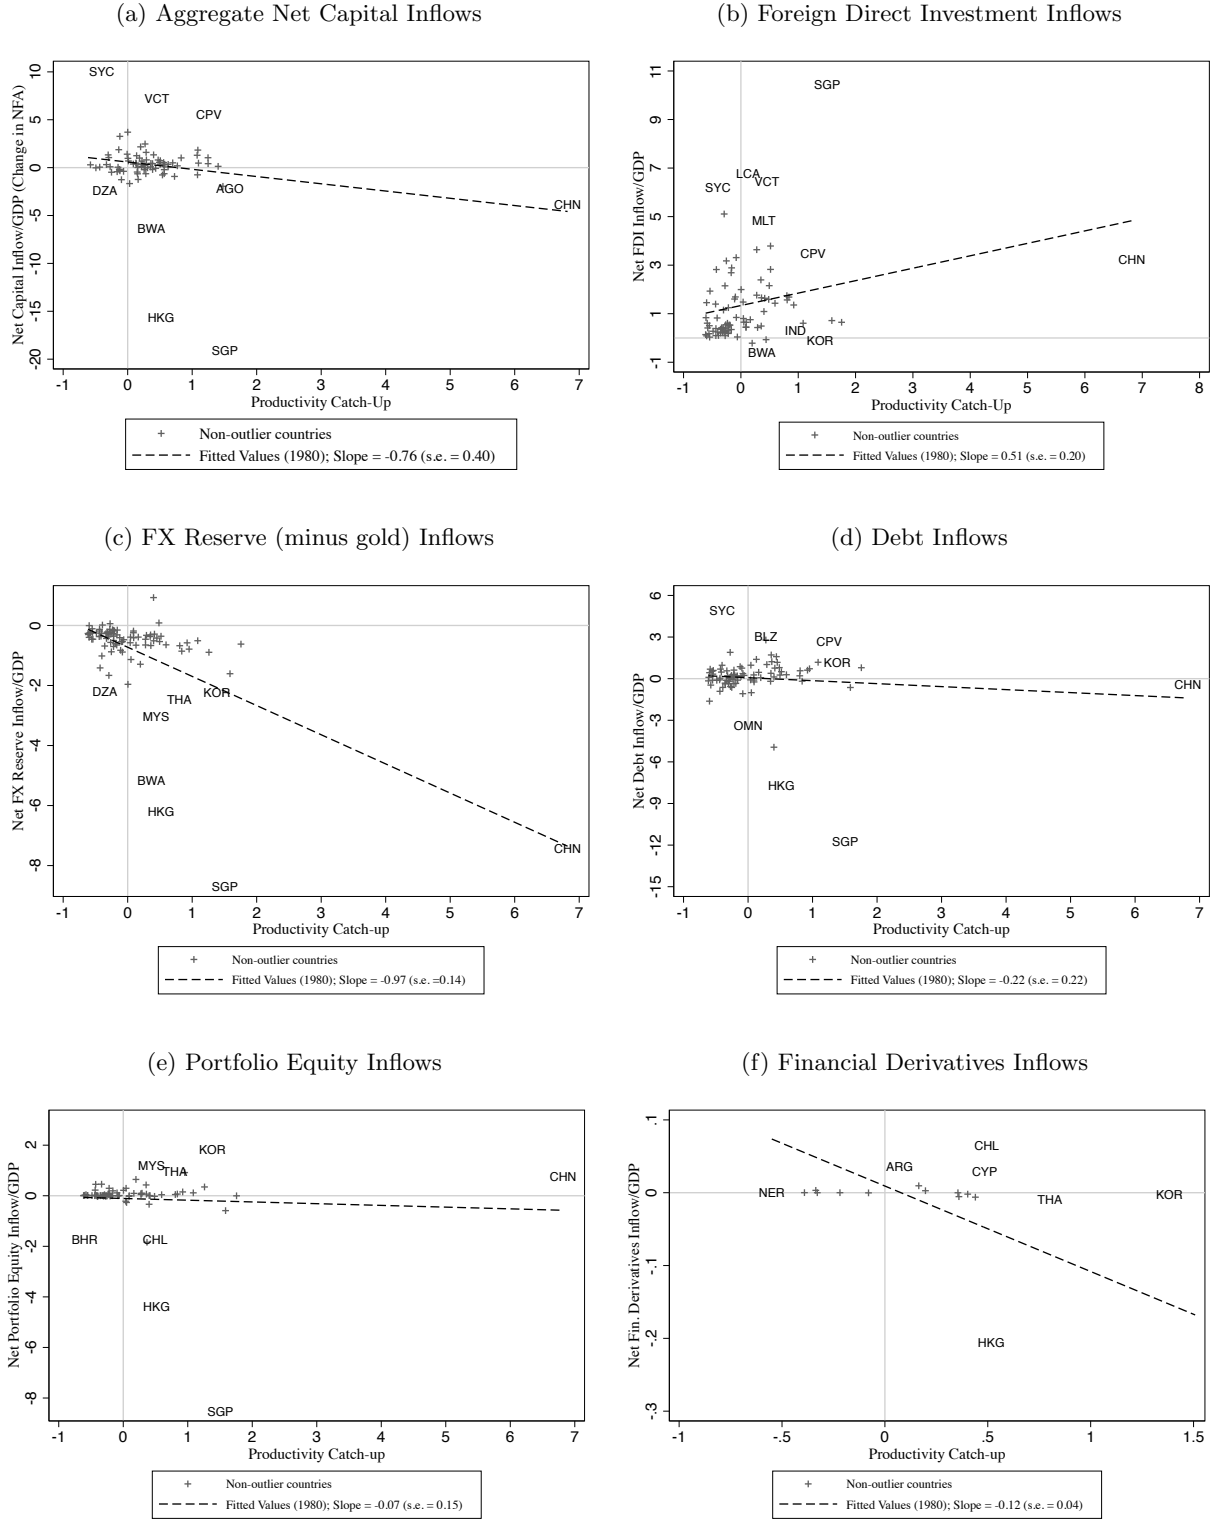 (a) Aggregate Net Capital Inflows
Net Capital Inflow/GDP (Change in NFA)
10
5
0
-5
-10
-15
-20
SYC
VCT
CPV
DZA
AGO
CHN
BWA
HKG
SGP
-1 0 1 2 3 4 5 6 7
Productivity Catch-Up
Non-outlier countries
Fitted Values (1980); Slope = -0.76 (s.e. = 0.40)
(b) Foreign Direct Investment Inflows
Net FDI Inflow/GDP
11
9
7
5
3
1
-1
SGP
LCA
VCT
SYC
MLT
CPV
CHN
IND
KOR
BWA
-1 0 1 2 3 4 5 6 7 8
Productivity Catch-Up
Non-outlier countries
Fitted Values (1980); Slope = 0.51 (s.e. = 0.20)
(c) FX Reserve (minus gold) Inflows
Net FX Reserve Inflow/GDP
0
-2
-4
-6
-8
DZA
THA
KOR
MYS
BWA
HKG
CHN
SGP
-1 0 1 2 3 4 5 6 7
Productivity Catch-up
Non-outlier countries
Fitted Values (1980); Slope = -0.97 (s.e. =0.14)
(d) Debt Inflows
Net Debt Inflow/GDP
6
3
0
-3
-6
-9
-12
-15
SYC
BLZ
CPV
KOR
CHN
OMN
HKG
SGP
-1 0 1 2 3 4 5 6 7
Productivity Catch-up
Non-outlier countries
Fitted Values (1980); Slope = -0.22 (s.e. = 0.22)
(e) Portfolio Equity Inflows
Net Portfolio Equity Inflow/GDP
2
0
-2
-4
-6
-8
KOR
MYS
THA
CHN
BHR
CHL
HKG
SGP
-1 0 1 2 3 4 5 6 7
Productivity Catch-up
Non-outlier countries
Fitted Values (1980); Slope = -0.07 (s.e. = 0.15)
(f) Financial Derivatives Inflows
Net Fin. Derivatives Inflow/GDP
.1
0
-.1
-.2
-.3
CHL
ARG
CYP
NER
THA
KOR
HKG
-1 -.5 0 .5 1 1.5
Productivity Catch-up
Non-outlier countries
Fitted Values (1980); Slope = -0.12 (s.e. = 0.04)